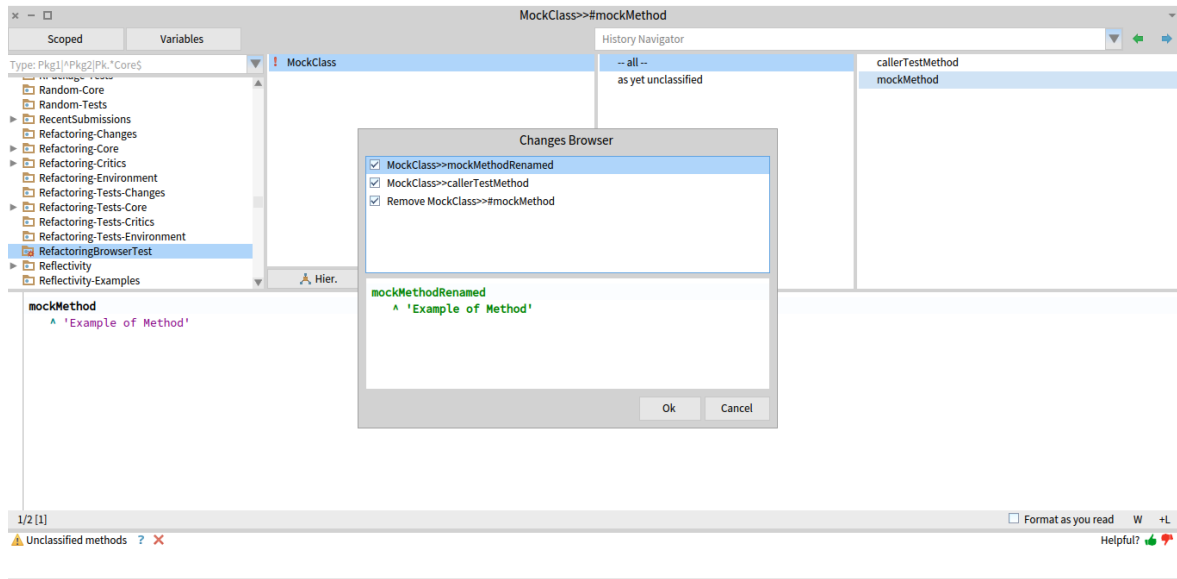 MockClass>>#mockMethod
Scoped
Variables
History Navigator
Type: Pkg1|^Pkg2|Pk.*Core$
Random-Core
Random-Tests
RecentSubmissions
Refactoring-Changes
Refactoring-Core
Refactoring-Critics
Refactoring-Environment
Refactoring-Tests-Changes
Refactoring-Tests-Core
Refactoring-Tests-Critics
Refactoring-Tests-Environment
RefactoringBrowserTest
Reflectivity
Reflectivity-Examples
! MockClass
Hier.
-- all --
as yet unclassified
callerTestMethod
mockMethod
Changes Browser
MockClass>>mockMethodRenamed
MockClass>>callerTestMethod
Remove MockClass>>#mockMethod
mockMethodRenamed
^ 'Example of Method'
Ok
Cancel
mockMethod
^ 'Example of Method'
1/2 [1]
Format as you read
W
+L
Unclassified methods ?
Helpful?